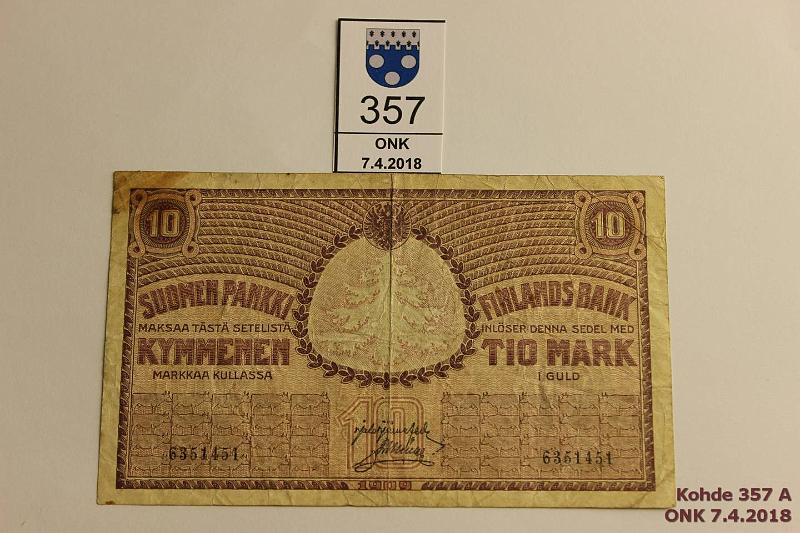 357
ONK
7.4.2018
10 10
SUOMEN PANKKI FINLANDS BANK
MAKSAA TÄSTÄ SETELISTÄ INLÖSER DENNA SEDEL MED
KYMMENEN TIO MARK
MARKKAA KULLASSA I GULD
10
6351451 6351451
1909
Kohde 357 A
ONK 7.4.2018